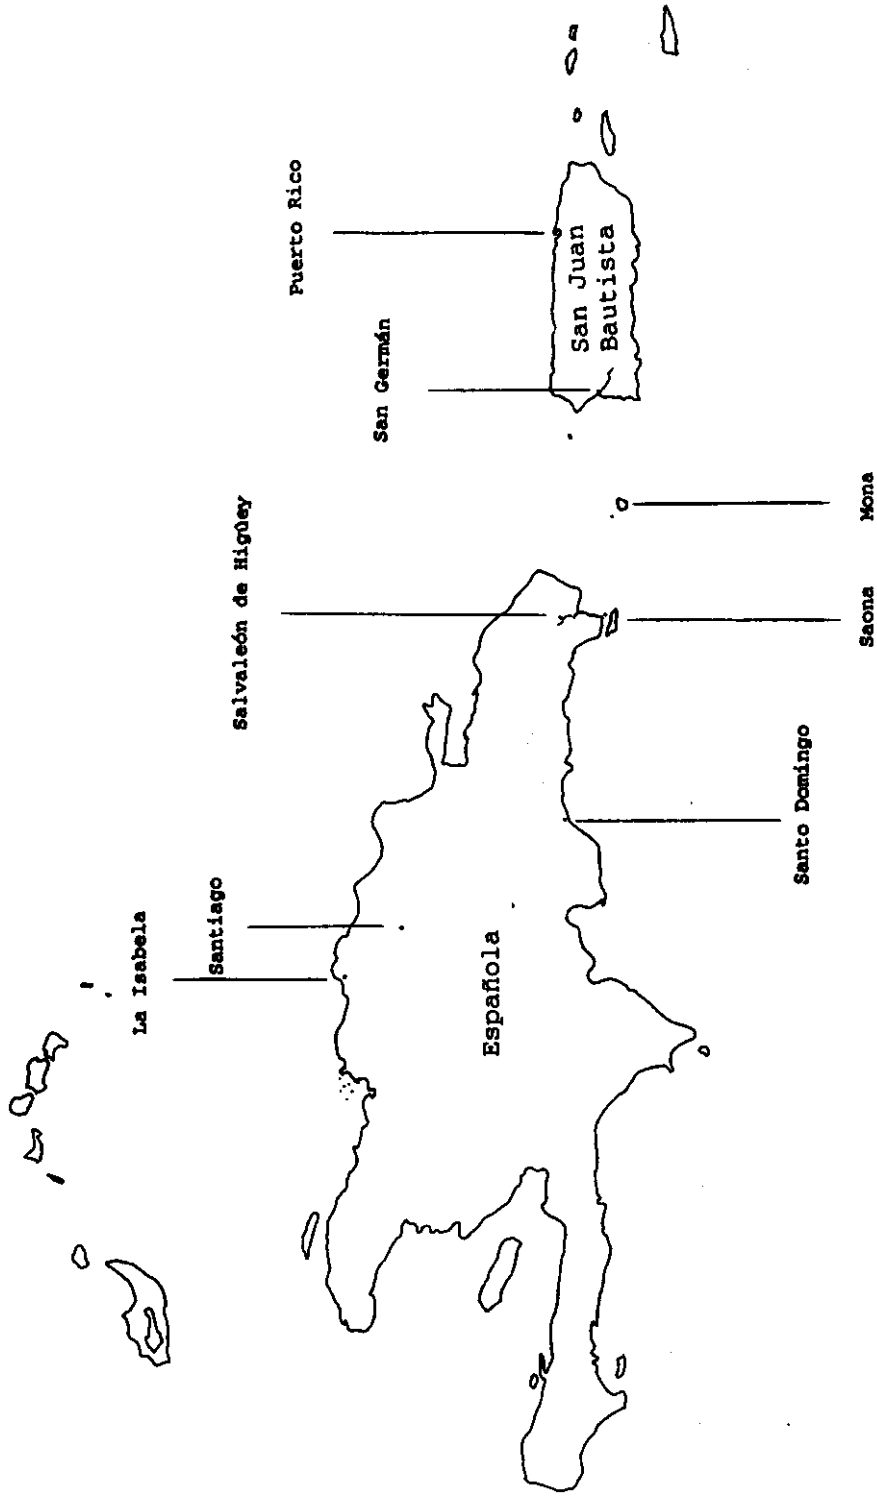 La Isabela
Santiago
Salvaleón de Higüey
San Germán
Puerto Rico
Española
San Juan
Bautista
Santo Domingo
Saona
Mona